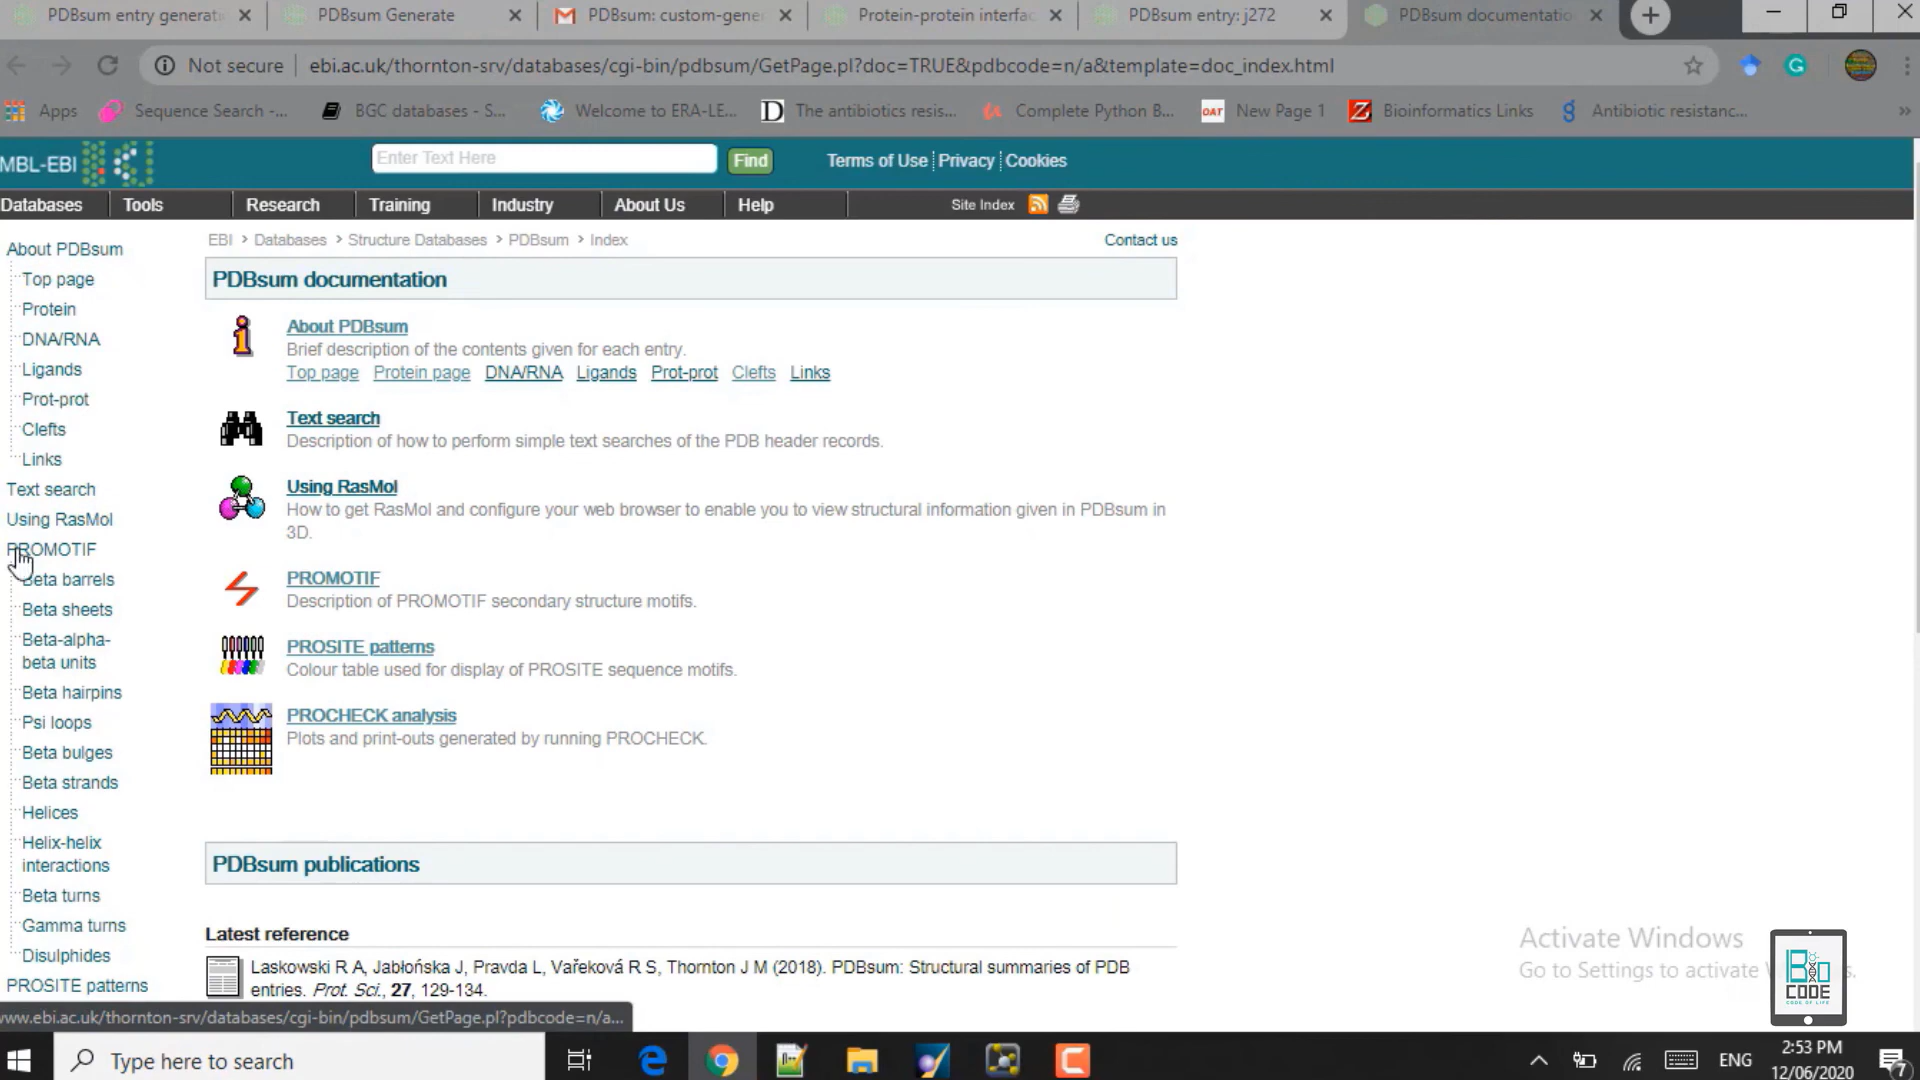 PDBsum entry generati
PDBsum Generate
PDBsum: custom-gene
Protein-protein interfac
PDBsum entry: j272
PDBsum documentatio
Not secure
ebi.ac.uk/thornton-srv/databases/cgi-bin/pdbsum/GetPage.pl?doc=TRUE&pdbcode=n/a&template=doc_index.html
Apps
Sequence Search -...
BGC databases - S...
Welcome to ERA-LE...
The antibiotics resis...
Complete Python B...
OAT New Page 1
Bioinformatics Links
Antibiotic resistanc...
MBL-EBI
Enter Text Here
Find
Terms of Use Privacy Cookies
Databases Tools Research Training Industry About Us Help Site Index
About PDBsum
Top page
Protein
DNA/RNA
Ligands
Prot-prot
Clefts
Links
Text search
Using RasMol
PROMOTIF
Beta barrels
Beta sheets
Beta-alpha-
beta units
Beta hairpins
Psi loops
Beta bulges
Beta strands
Helices
Helix-helix
interactions
Beta turns
Gamma turns
Disulphides
PROSITE patterns
EBI > Databases > Structure Databases > PDBsum > Index
Contact us
PDBsum documentation
About PDBsum
Brief description of the contents given for each entry.
Top page Protein page DNA/RNA Ligands Prot-prot Clefts Links
Text search
Description of how to perform simple text searches of the PDB header records.
Using RasMol
How to get RasMol and configure your web browser to enable you to view structural information given in PDBsum in
3D.
PROMOTIF
Description of PROMOTIF secondary structure motifs.
PROSITE patterns
Colour table used for display of PROSITE sequence motifs.
PROCHECK analysis
Plots and print-outs generated by running PROCHECK.
PDBsum publications
Latest reference
Laskowski R A, Jabłońska J, Pravda L, Vařeková R S, Thornton J M (2018). PDBsum: Structural summaries of PDB
entries. Prot. Sci., 27, 129-134.
www.ebi.ac.uk/thornton-srv/databases/cgi-bin/pdbsum/GetPage.pl?pdbcode=n/a...
Activate Windows
Go to Settings to activate
BIO
CODE
CODE OF LIFE
Type here to search
ENG
2:53 PM
12/06/2020
7